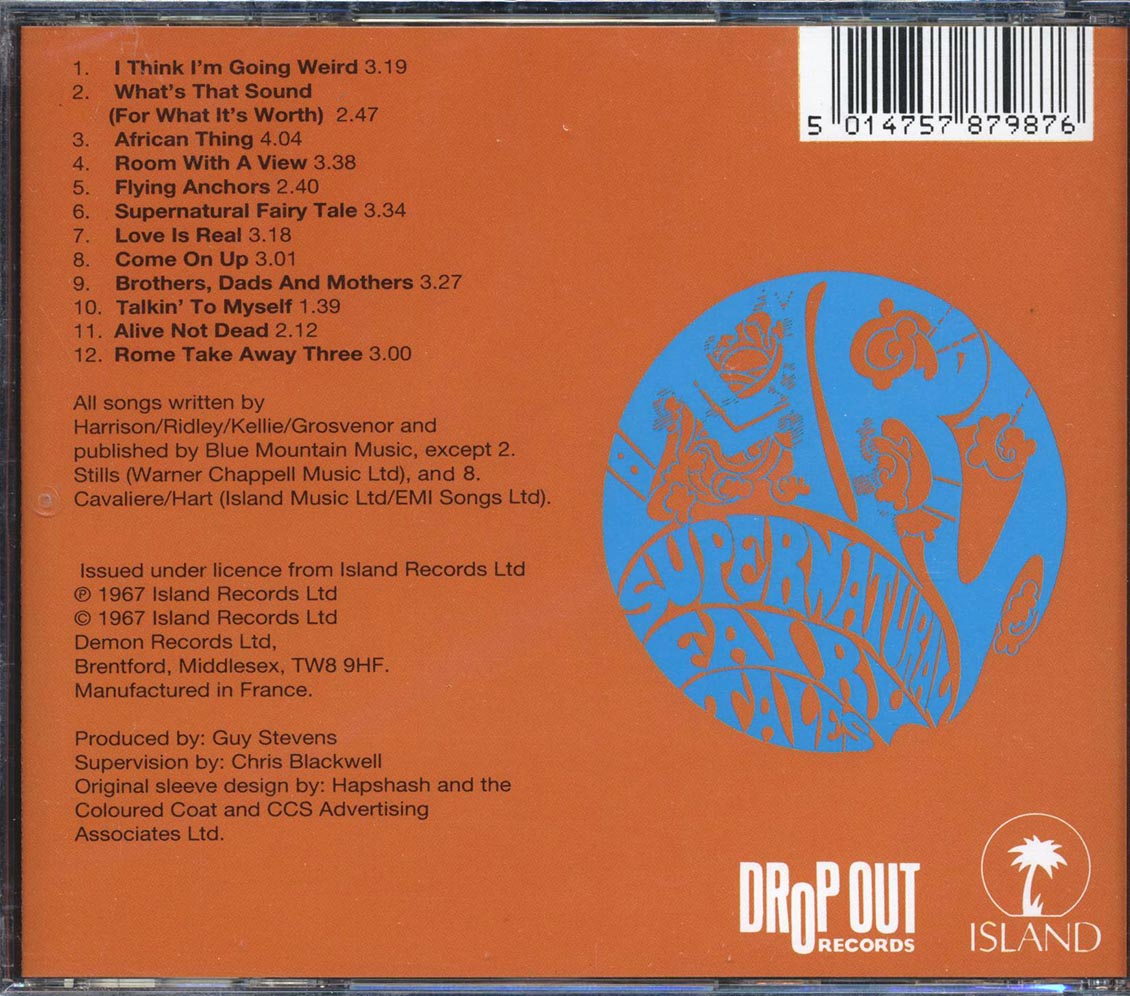 1. I Think I'm Going Weird 3.19
2. What's That Sound
(For What It's Worth) 2.47
3. African Thing 4.04
4. Room With A View 3.38
5. Flying Anchors 2.40
6. Supernatural Fairy Tale 3.34
7. Love Is Real 3.18
8. Come On Up 3.01
9. Brothers, Dads And Mothers 3.27
10. Talkin' To Myself 1.39
11. Alive Not Dead 2.12
12. Rome Take Away Three 3.00
All songs written by
Harrison/Ridley/Kellie/Grosvenor and
published by Blue Mountain Music, except 2.
Stills (Warner Chappell Music Ltd), and 8.
Cavaliere/Hart (Island Music Ltd/EMI Songs Ltd).
Issued under licence from Island Records Ltd
℗ 1967 Island Records Ltd
© 1967 Island Records Ltd
Demon Records Ltd,
Brentford, Middlesex, TW8 9HF.
Manufactured in France.
Produced by: Guy Stevens
Supervision by: Chris Blackwell
Original sleeve design by: Hapshash and the
Coloured Coat and CCS Advertising
Associates Ltd.
5 014757 879876
ART
SUPERNATURAL
FAIRY
TALES
DROP OUT
RECORDS
ISLAND